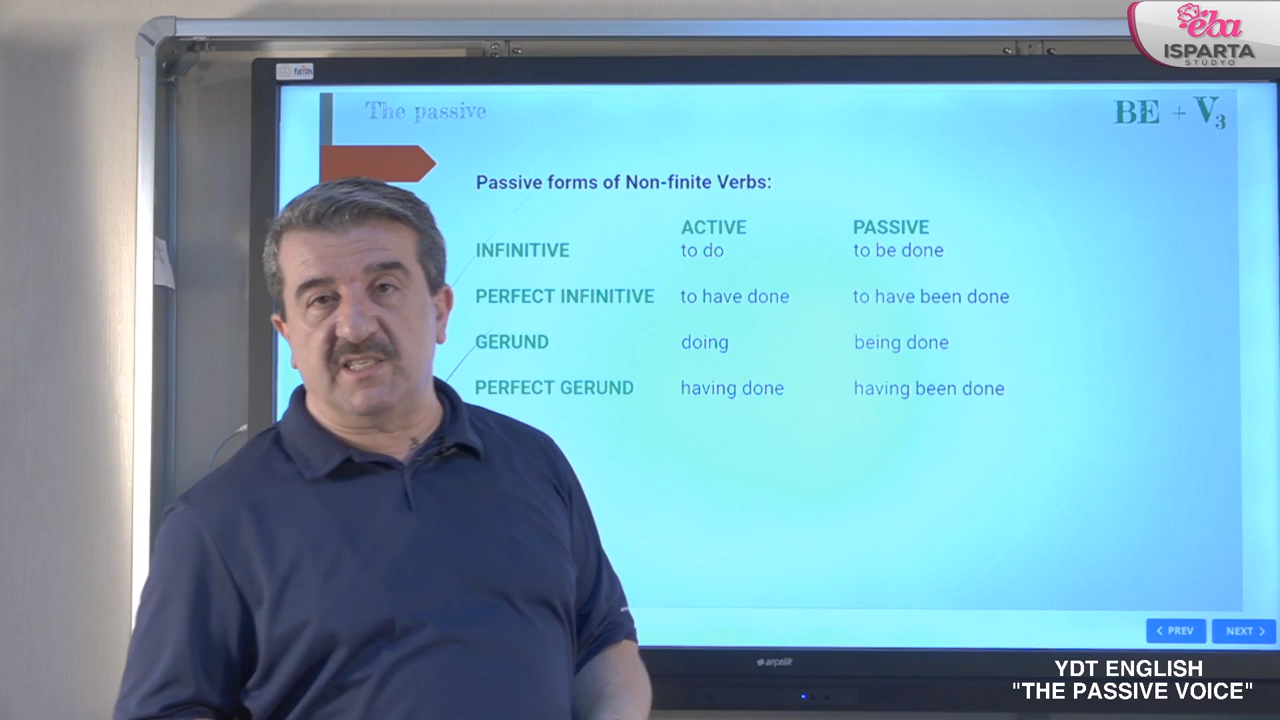 eba
ISPARTA
STÜDYO
fatih
The passive
BE + V3
Passive forms of Non-finite Verbs:
ACTIVE PASSIVE
INFINITIVE to do to be done
PERFECT INFINITIVE to have done to have been done
GERUND doing being done
PERFECT GERUND having done having been done
< PREV
NEXT >
arçelik
YDT ENGLISH
"THE PASSIVE VOICE"